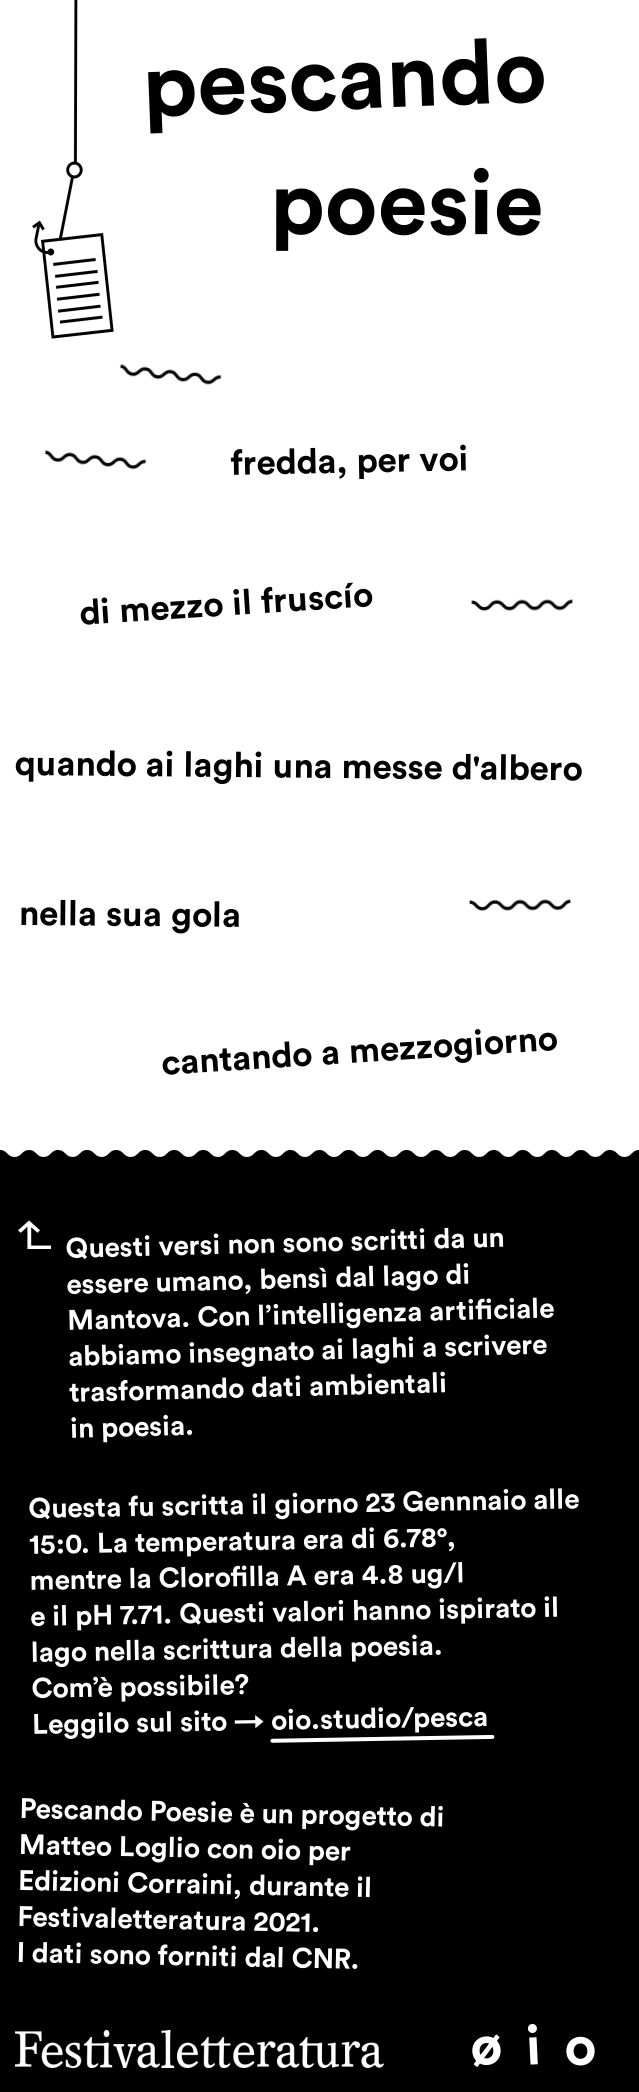 pescando
poesie
fredda, per voi
di mezzo il fruscío
quando ai laghi una messe d'albero
nella sua gola
cantando a mezzogiorno
Questi versi non sono scritti da un
essere umano, bensì dal lago di
Mantova. Con l’intelligenza artificiale
abbiamo insegnato ai laghi a scrivere
trasformando dati ambientali
in poesia.
Questa fu scritta il giorno 23 Gennnaio alle
15:0. La temperatura era di 6.78°,
mentre la Clorofilla A era 4.8 ug/l
e il pH 7.71. Questi valori hanno ispirato il
lago nella scrittura della poesia.
Com’è possibile?
Leggilo sul sito → oio.studio/pesca
Pescando Poesie è un progetto di
Matteo Loglio con oio per
Edizioni Corraini, durante il
Festivaletteratura 2021.
I dati sono forniti dal CNR.
Festivaletteratura
ø i o